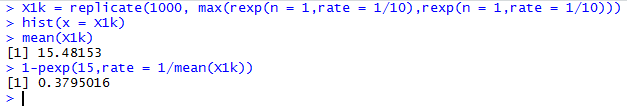 > X1k = replicate(1000, max(rexp(n = 1,rate = 1/10),rexp(n = 1,rate = 1/10)))
> hist(x = X1k)
> mean(X1k)
[1] 15.48153
> 1-pexp(15,rate = 1/mean(X1k))
[1] 0.3795016
>